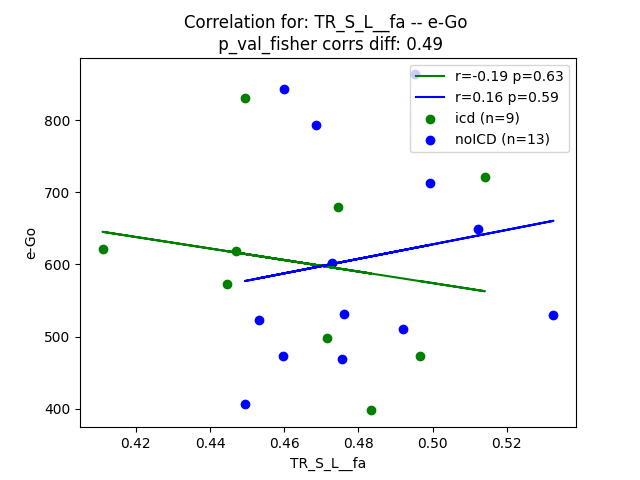 Correlation for: TR_S_L__fa -- e-Go
p_val_fisher corrs diff: 0.49
r=-0.19 p=0.63
r=0.16 p=0.59
icd (n=9)
noICD (n=13)
e-Go
800
700
600
500
400
0.42 0.44 0.46 0.48 0.50 0.52
TR_S_L__fa